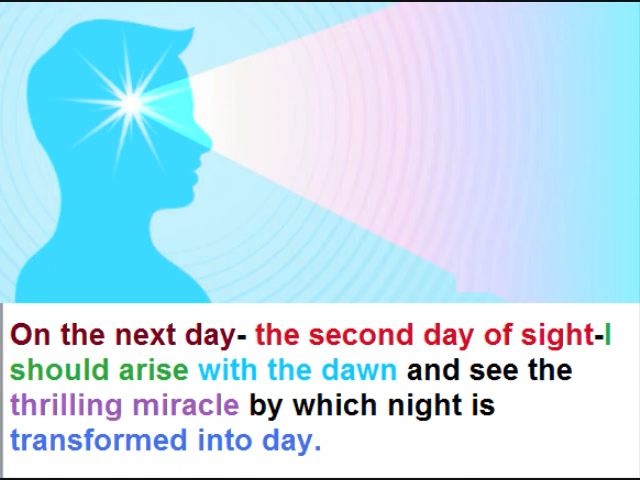 On the next day- the second day of sight-I
should arise with the dawn and see the
thrilling miracle by which night is
transformed into day.